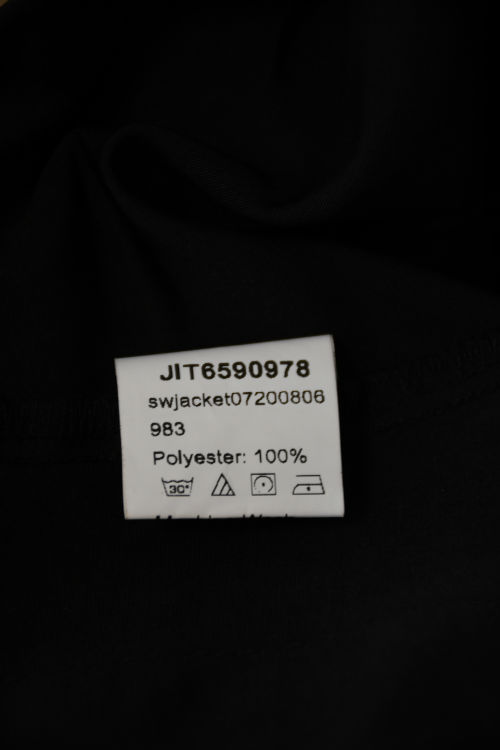 JIT6590978
swjacket07200806
983
Polyester: 100%
30°